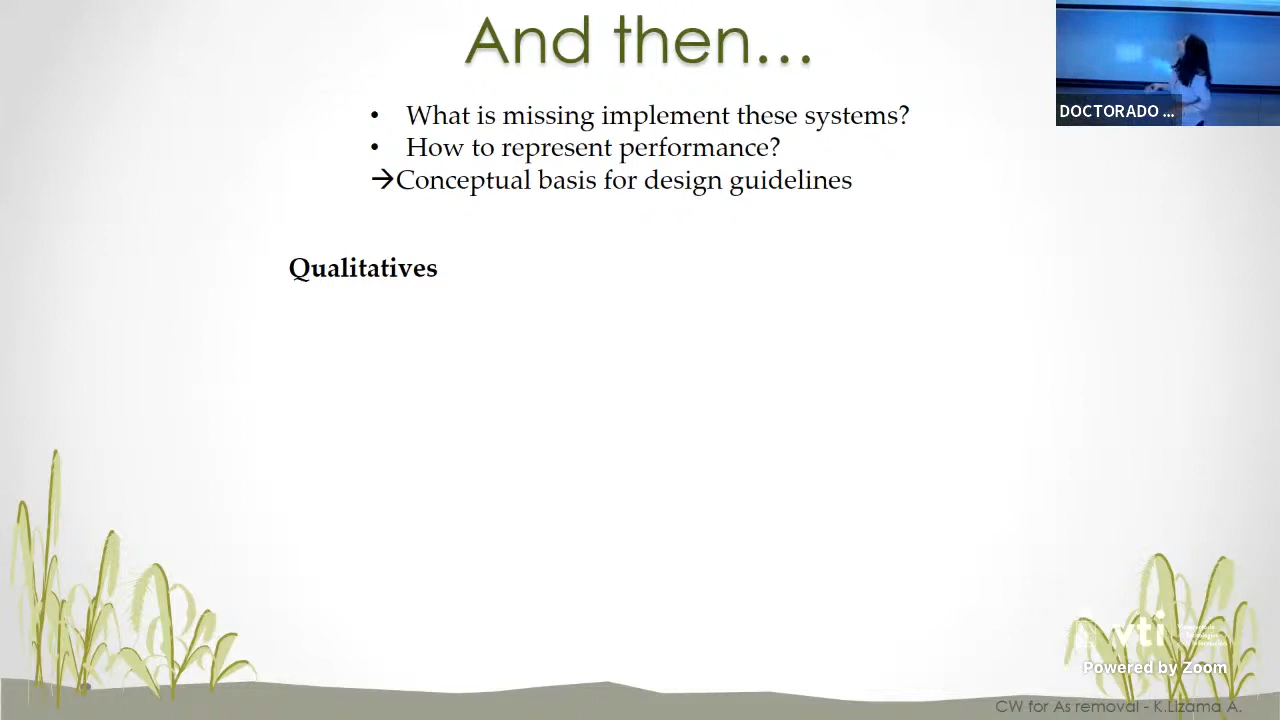 And then…
DOCTORADO ...
• What is missing implement these systems?
• How to represent performance?
→Conceptual basis for design guidelines
Qualitatives
vti
Powered by Zoom
CW for As removal - K.Lizama A.